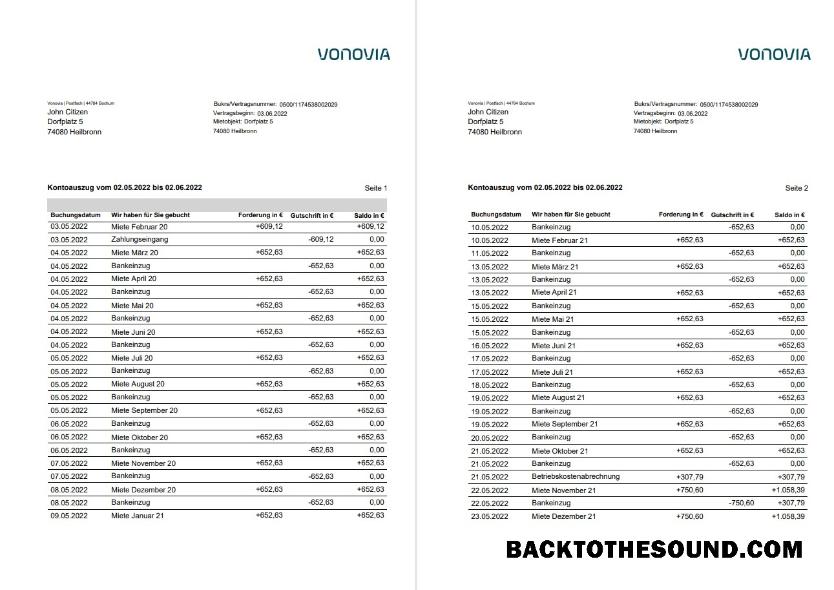 VONOVIA
Vonovia | Postfach | 44784 Bochum
John Citizen
Dorfplatz 5
74080 Heilbronn
Bukrs/Vertragsnummer: 0500/1174538002029
Vertragsbeginn: 03.06.2022
Mietobjekt: Dorfplatz 5
74080 Heilbronn
Kontoauszug vom 02.05.2022 bis 02.06.2022 Seite 1
Buchungsdatum Wir haben für Sie gebucht Forderung in € Gutschrift in € Saldo in €
03.05.2022 Miete Februar 20 +609,12 +609,12
03.05.2022 Zahlungseingang -609,12 0,00
04.05.2022 Miete März 20 +652,63 +652,63
04.05.2022 Bankeinzug -652,63 0,00
04.05.2022 Miete April 20 +652,63 +652,63
04.05.2022 Bankeinzug -652,63 0,00
04.05.2022 Miete Mai 20 +652,63 +652,63
04.05.2022 Bankeinzug -652,63 0,00
04.05.2022 Miete Juni 20 +652,63 +652,63
04.05.2022 Bankeinzug -652,63 0,00
05.05.2022 Miete Juli 20 +652,63 +652,63
05.05.2022 Bankeinzug -652,63 0,00
05.05.2022 Miete August 20 +652,63 +652,63
05.05.2022 Bankeinzug -652,63 0,00
05.05.2022 Miete September 20 +652,63 +652,63
06.05.2022 Bankeinzug -652,63 0,00
06.05.2022 Miete Oktober 20 +652,63 +652,63
06.05.2022 Bankeinzug -652,63 0,00
07.05.2022 Miete November 20 +652,63 +652,63
07.05.2022 Bankeinzug -652,63 0,00
08.05.2022 Miete Dezember 20 +652,63 +652,63
08.05.2022 Bankeinzug -652,63 0,00
09.05.2022 Miete Januar 21 +652,63 +652,63
VONOVIA
Vonovia | Postfach | 44784 Bochum
John Citizen
Dorfplatz 5
74080 Heilbronn
Bukrs/Vertragsnummer: 0500/1174538002029
Vertragsbeginn: 03.06.2022
Mietobjekt: Dorfplatz 5
74080 Heilbronn
Kontoauszug vom 02.05.2022 bis 02.06.2022 Seite 2
Buchungsdatum Wir haben für Sie gebucht Forderung in € Gutschrift in € Saldo in €
10.05.2022 Bankeinzug -652,63 0,00
10.05.2022 Miete Februar 21 +652,63 +652,63
11.05.2022 Bankeinzug -652,63 0,00
13.05.2022 Miete März 21 +652,63 +652,63
13.05.2022 Bankeinzug -652,63 0,00
13.05.2022 Miete April 21 +652,63 +652,63
15.05.2022 Bankeinzug -652,63 0,00
15.05.2022 Miete Mai 21 +652,63 +652,63
15.05.2022 Bankeinzug -652,63 0,00
16.05.2022 Miete Juni 21 +652,63 +652,63
17.05.2022 Bankeinzug -652,63 0,00
17.05.2022 Miete Juli 21 +652,63 +652,63
18.05.2022 Bankeinzug -652,63 0,00
19.05.2022 Miete August 21 +652,63 +652,63
19.05.2022 Bankeinzug -652,63 0,00
19.05.2022 Miete September 21 +652,63 +652,63
20.05.2022 Bankeinzug -652,63 0,00
21.05.2022 Miete Oktober 21 +652,63 +652,63
21.05.2022 Bankeinzug -652,63 0,00
21.05.2022 Betriebskostenabrechnung +307,79 +307,79
22.05.2022 Miete November 21 +750,60 +1.058,39
22.05.2022 Bankeinzug -750,60 +307,79
23.05.2022 Miete Dezember 21 +750,60 +1.058,39
BACKTOTHESOUND.COM